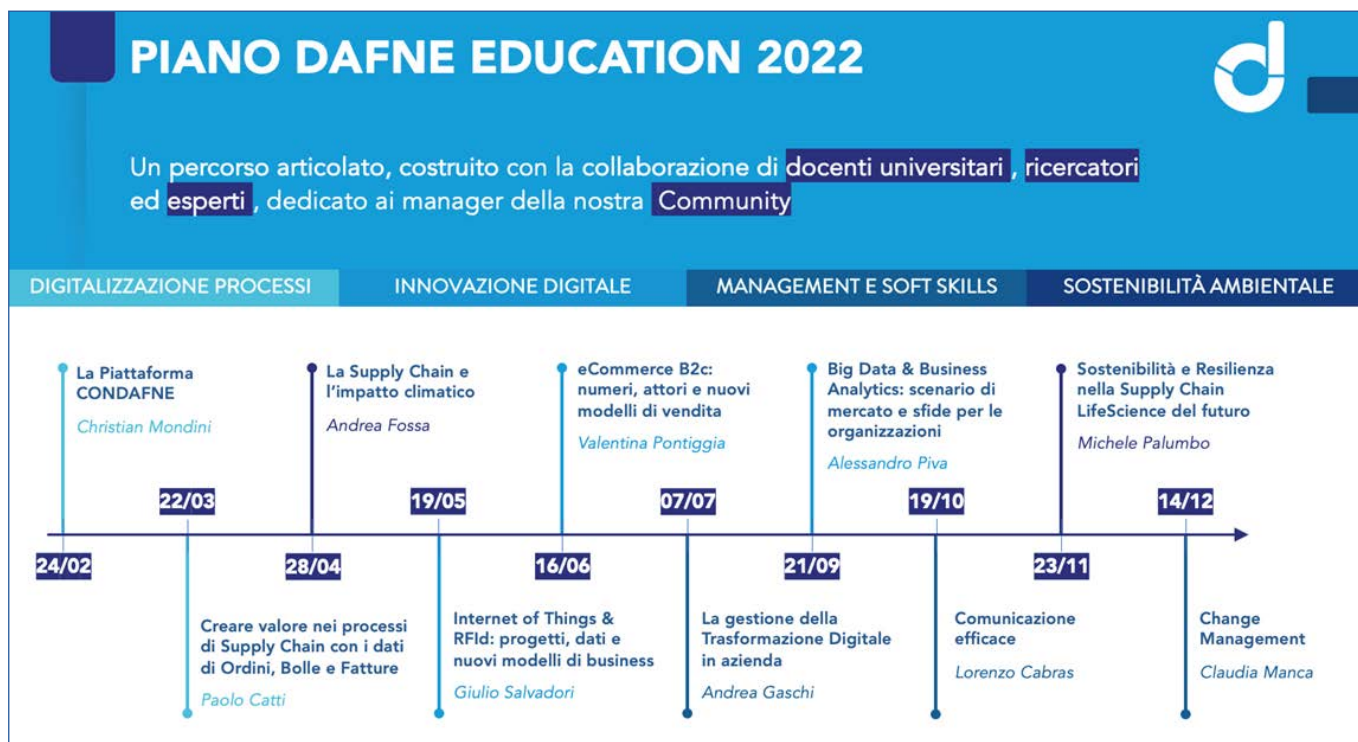 PIANO DAFNE EDUCATION 2022
Un percorso articolato, costruito con la collaborazione di docenti universitari , ricercatori
ed esperti , dedicato ai manager della nostra Community
DIGITALIZZAZIONE PROCESSI
INNOVAZIONE DIGITALE
MANAGEMENT E SOFT SKILLS
SOSTENIBILITÀ AMBIENTALE
La Piattaforma
CONDAFNE
Christian Mondini
24/02
22/03
Creare valore nei processi
di Supply Chain con i dati
di Ordini, Bolle e Fatture
Paolo Catti
La Supply Chain e
l'impatto climatico
Andrea Fossa
28/04
19/05
Internet of Things &
RFId: progetti, dati e
nuovi modelli di business
Giulio Salvadori
eCommerce B2c:
numeri, attori e nuovi
modelli di vendita
Valentina Pontiggia
16/06
07/07
La gestione della
Trasformazione Digitale
in azienda
Andrea Gaschi
Big Data & Business
Analytics: scenario di
mercato e sfide per le
organizzazioni
Alessandro Piva
21/09
19/10
Comunicazione
efficace
Lorenzo Cabras
Sostenibilità e Resilienza
nella Supply Chain
LifeScience del futuro
Michele Palumbo
23/11
14/12
Change
Management
Claudia Manca